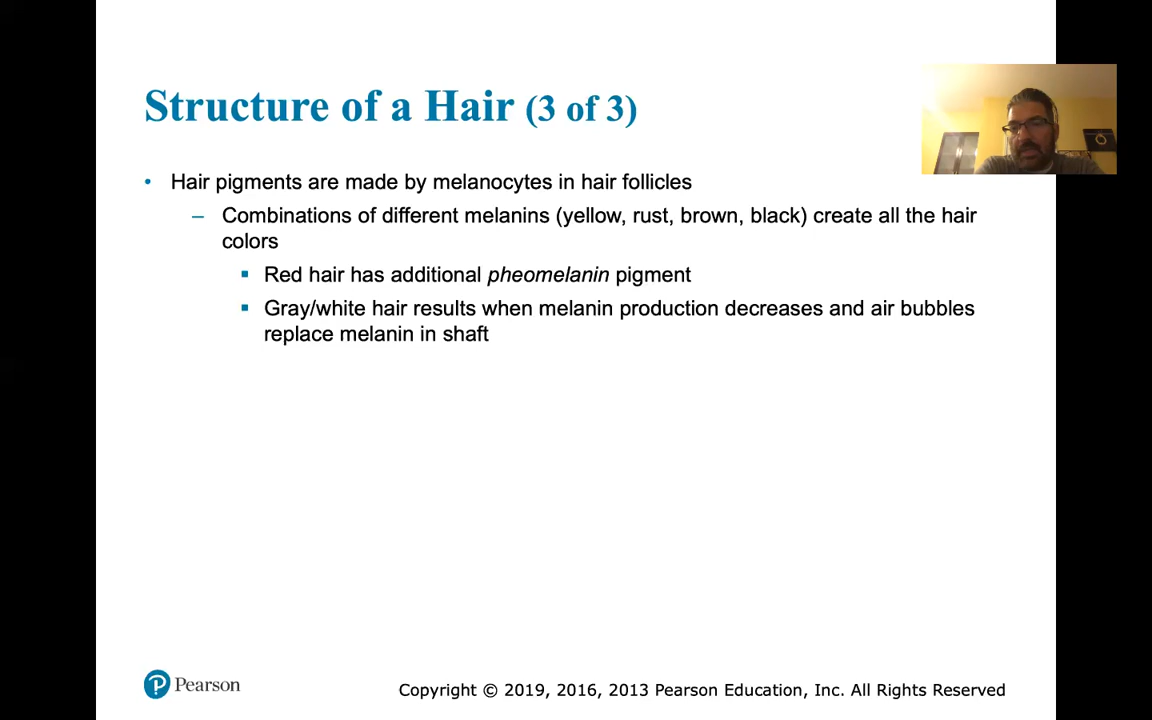 Structure of a Hair (3 of 3)
• Hair pigments are made by melanocytes in hair follicles
– Combinations of different melanins (yellow, rust, brown, black) create all the hair
colors
▪ Red hair has additional pheomelanin pigment
▪ Gray/white hair results when melanin production decreases and air bubbles
replace melanin in shaft
P Pearson
Copyright © 2019, 2016, 2013 Pearson Education, Inc. All Rights Reserved